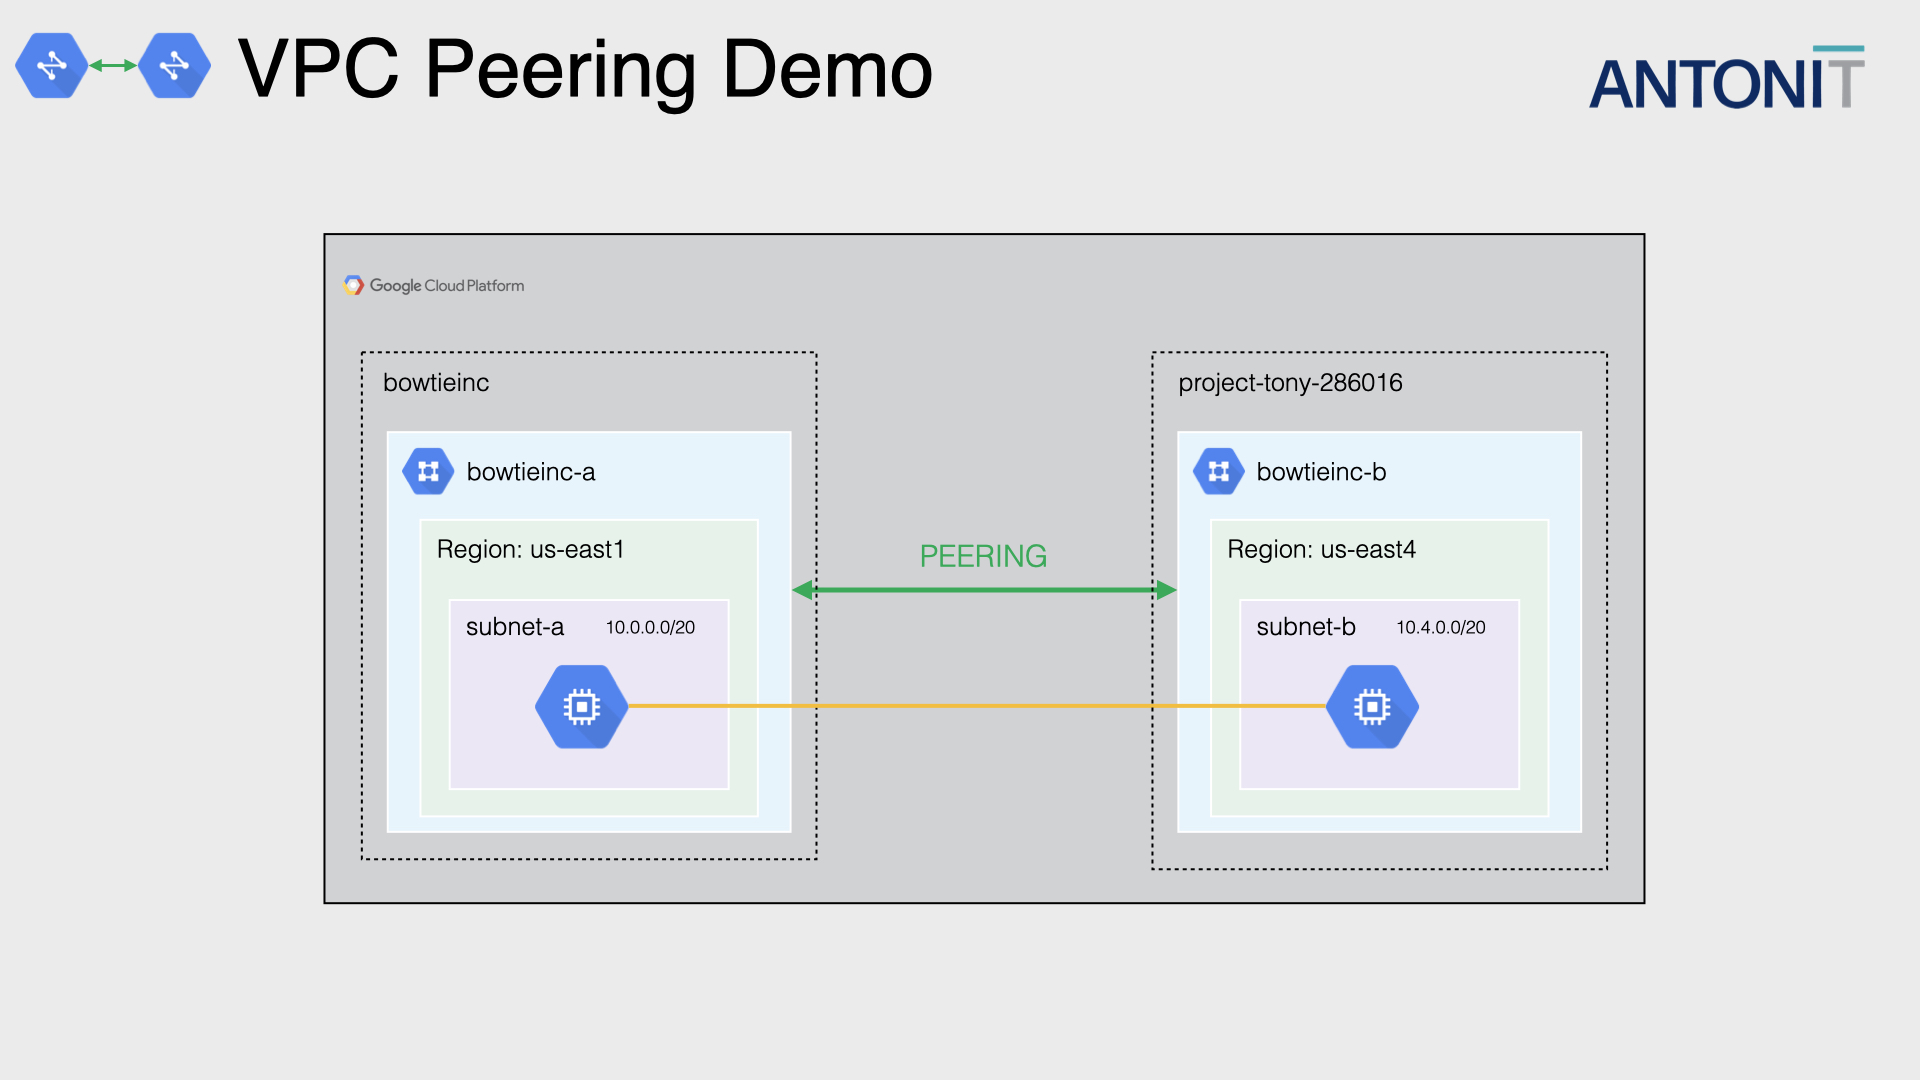 VPC Peering Demo
ANTONIT
Google Cloud Platform
bowtieinc
bowtieinc-a
Region: us-east1
subnet-a 10.0.0.0/20
PEERING
project-tony-286016
bowtieinc-b
Region: us-east4
subnet-b 10.4.0.0/20